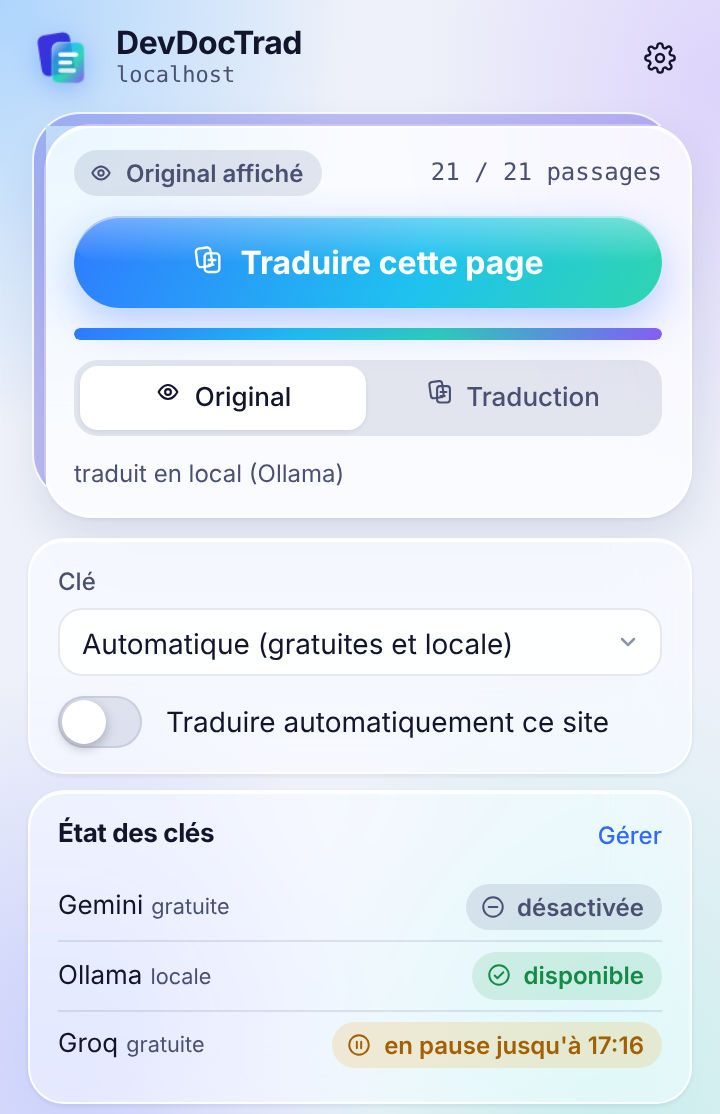 DevDocTrad
localhost
Original affiché
21 / 21 passages
Traduire cette page
Original
Traduction
traduit en local (Ollama)
Clé
Automatique (gratuites et locale)
Traduire automatiquement ce site
État des clés
Gérer
Gemini gratuite
désactivée
Ollama locale
disponible
Groq gratuite
en pause jusqu'à 17:16